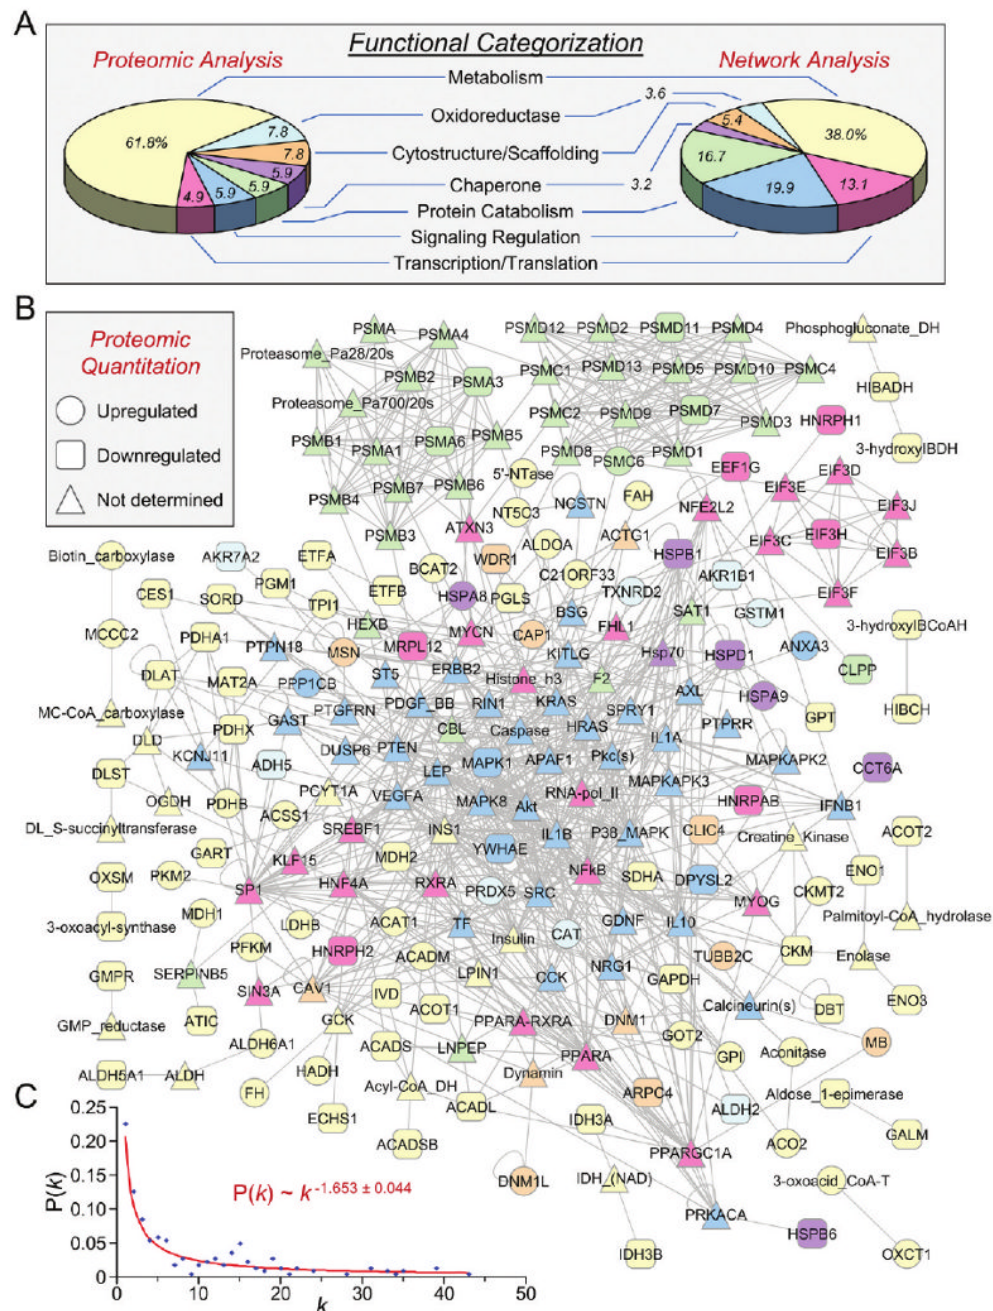 A
Functional Categorization
Proteomic Analysis
Network Analysis
Metabolism
3.6
Oxidoreductase
61.8%
7.8
5.4
38.0%
7.8
Cytostructure/Scaffolding
16.7
5.9
Chaperone
3.2
4.9
5.9
5.9
Protein Catabolism
19.9
13.1
Signaling Regulation
Transcription/Translation
B
Proteomic
Quantitation
Upregulated
Downregulated
Not determined
PSMA
PSMA4
PSMD12
PSMD2
PSMD11
PSMD4
Phosphogluconate_DH
Proteasome_Pa28/20s
PSMB2
PSMA3
PSMC1
PSMD13
PSMD5
PSMD10
PSMC4
HIBADH
Proteasome_Pa700/20s
PSMC2
PSMD9
PSMD7
PSMD3
HNRPH1
PSMB1
PSMA1
PSMA6
PSMB5
PSMD8
PSMC6
PSMD1
3-hydroxyIBDH
PSMB4
PSMB7
PSMB6
5'-NTase
EEF1G
EIF3E
EIF3D
EIF3J
NT5C3
NCSTN
FAH
NFE2L2
PSMB3
ATXN3
ALDOA
ACTG1
EIF3C
EIF3H
EIF3B
Biotin_carboxylase
AKR7A2
ETFA
BCAT2
WDR1
C21ORF33
HSPB1
AKR1B1
EIF3F
CES1
SORD
PGM1
ETFB
HSPA8
PGLS
TXNRD2
SAT1
GSTM1
TPI1
HEXB
BSG
MCCC2
PDHA1
PTPN18
MSN
MRPL12
MYCN
CAP1
FHL1
KITLG
Hsp70
HSPD1
ANXA3
3-hydroxyIBCoAH
DLAT
MAT2A
PPP1CB
ST5
ERBB2
Histone_h3
F2
AXL
HSPA9
CLPP
MC-CoA_carboxylase
GAST
PTGFRN
PDGF_BB
RIN1
KRAS
SPRY1
PTPRR
GPT
HIBCH
DLD
PDHX
KCNJ11
DUSP6
PTEN
CBL
Caspase
HRAS
IL1A
DLST
ADH5
LEP
MAPK1
APAF1
Pkc(s)
MAPKAPK3
MAPKAPK2
CCT6A
OGDH
PDHB
PCYT1A
VEGFA
MAPK8
Akt
RNA-pol_II
HNRPAB
IFNB1
DL_S-succinyltransferase
ACSS1
SREBF1
INS1
YWHAE
IL1B
P38_MAPK
CLIC4
Creatine_Kinase
ACOT2
GART
KLF15
MDH2
OXSM
PKM2
SP1
HNF4A
RXRA
PRDX5
SRC
NFkB
SDHA
DPYSL2
MYOG
CKMT2
ENO1
3-oxoacyl-synthase
MDH1
LDHB
ACAT1
TF
Insulin
CAT
GDNF
IL10
Palmitoyl-CoA_hydrolase
PFKM
HNRPH2
ACADM
TUBB2C
CKM
Enolase
GMPR
SERPINB5
SIN3A
CAV1
IVD
LPIN1
CCK
NRG1
GAPDH
ENO3
GMP_reductase
ATIC
GCK
ACOT1
PPARA-RXRA
DNM1
GOT2
Calcineurin(s)
DBT
ALDH6A1
ACADS
LNPEP
PPARA
GPI
Aconitase
MB
ALDH5A1
ALDH
FH
HADH
Acyl-CoA_DH
Dynamin
ARPC4
ALDH2
Aldose_1-epimerase
ECHS1
ACADL
IDH3A
ACADSB
PPARGC1A
ACO2
GALM
DNM1L
IDH_(NAD)
3-oxoacid_CoA-T
PRKACA
HSPB6
IDH3B
OXCT1
C
0.25
0.20
0.15
0.10
0.05
0
P(k)
P(k) ~ k^-1.653 ± 0.044
0 10 20 30 40 50
k